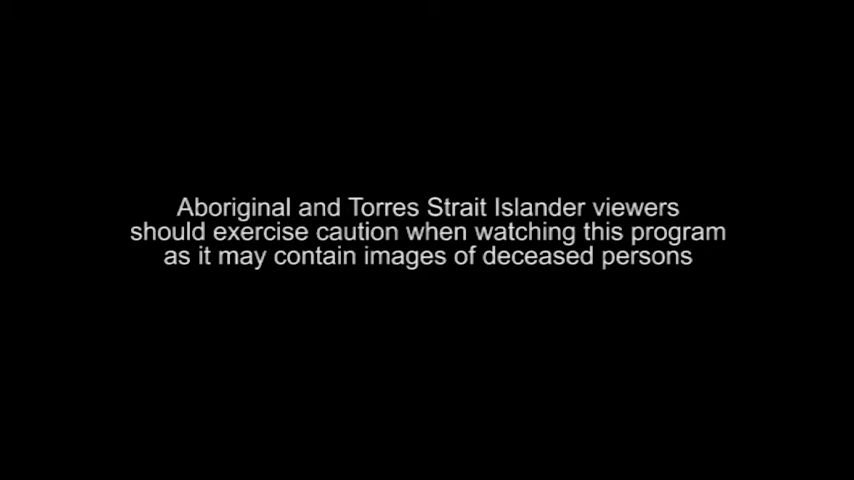 Aboriginal and Torres Strait Islander viewers
should exercise caution when watching this program
as it may contain images of deceased persons